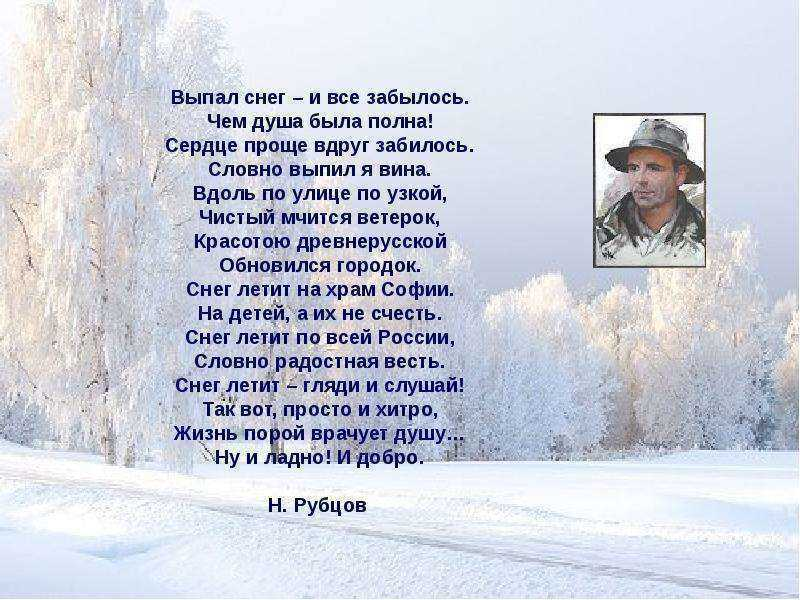 Выпал снег – и все забылось.
Чем душа была полна!
Сердце проще вдруг забилось.
Словно выпил я вина.
Вдоль по улице по узкой,
Чистый мчится ветерок,
Красотою древнерусской
Обновился городок.
Снег летит на храм Софии.
На детей, а их не счесть.
Снег летит по всей России,
Словно радостная весть.
Снег летит – гляди и слушай!
Так вот, просто и хитро,
Жизнь порой врачует душу…
Ну и ладно! И добро.
Н. Рубцов